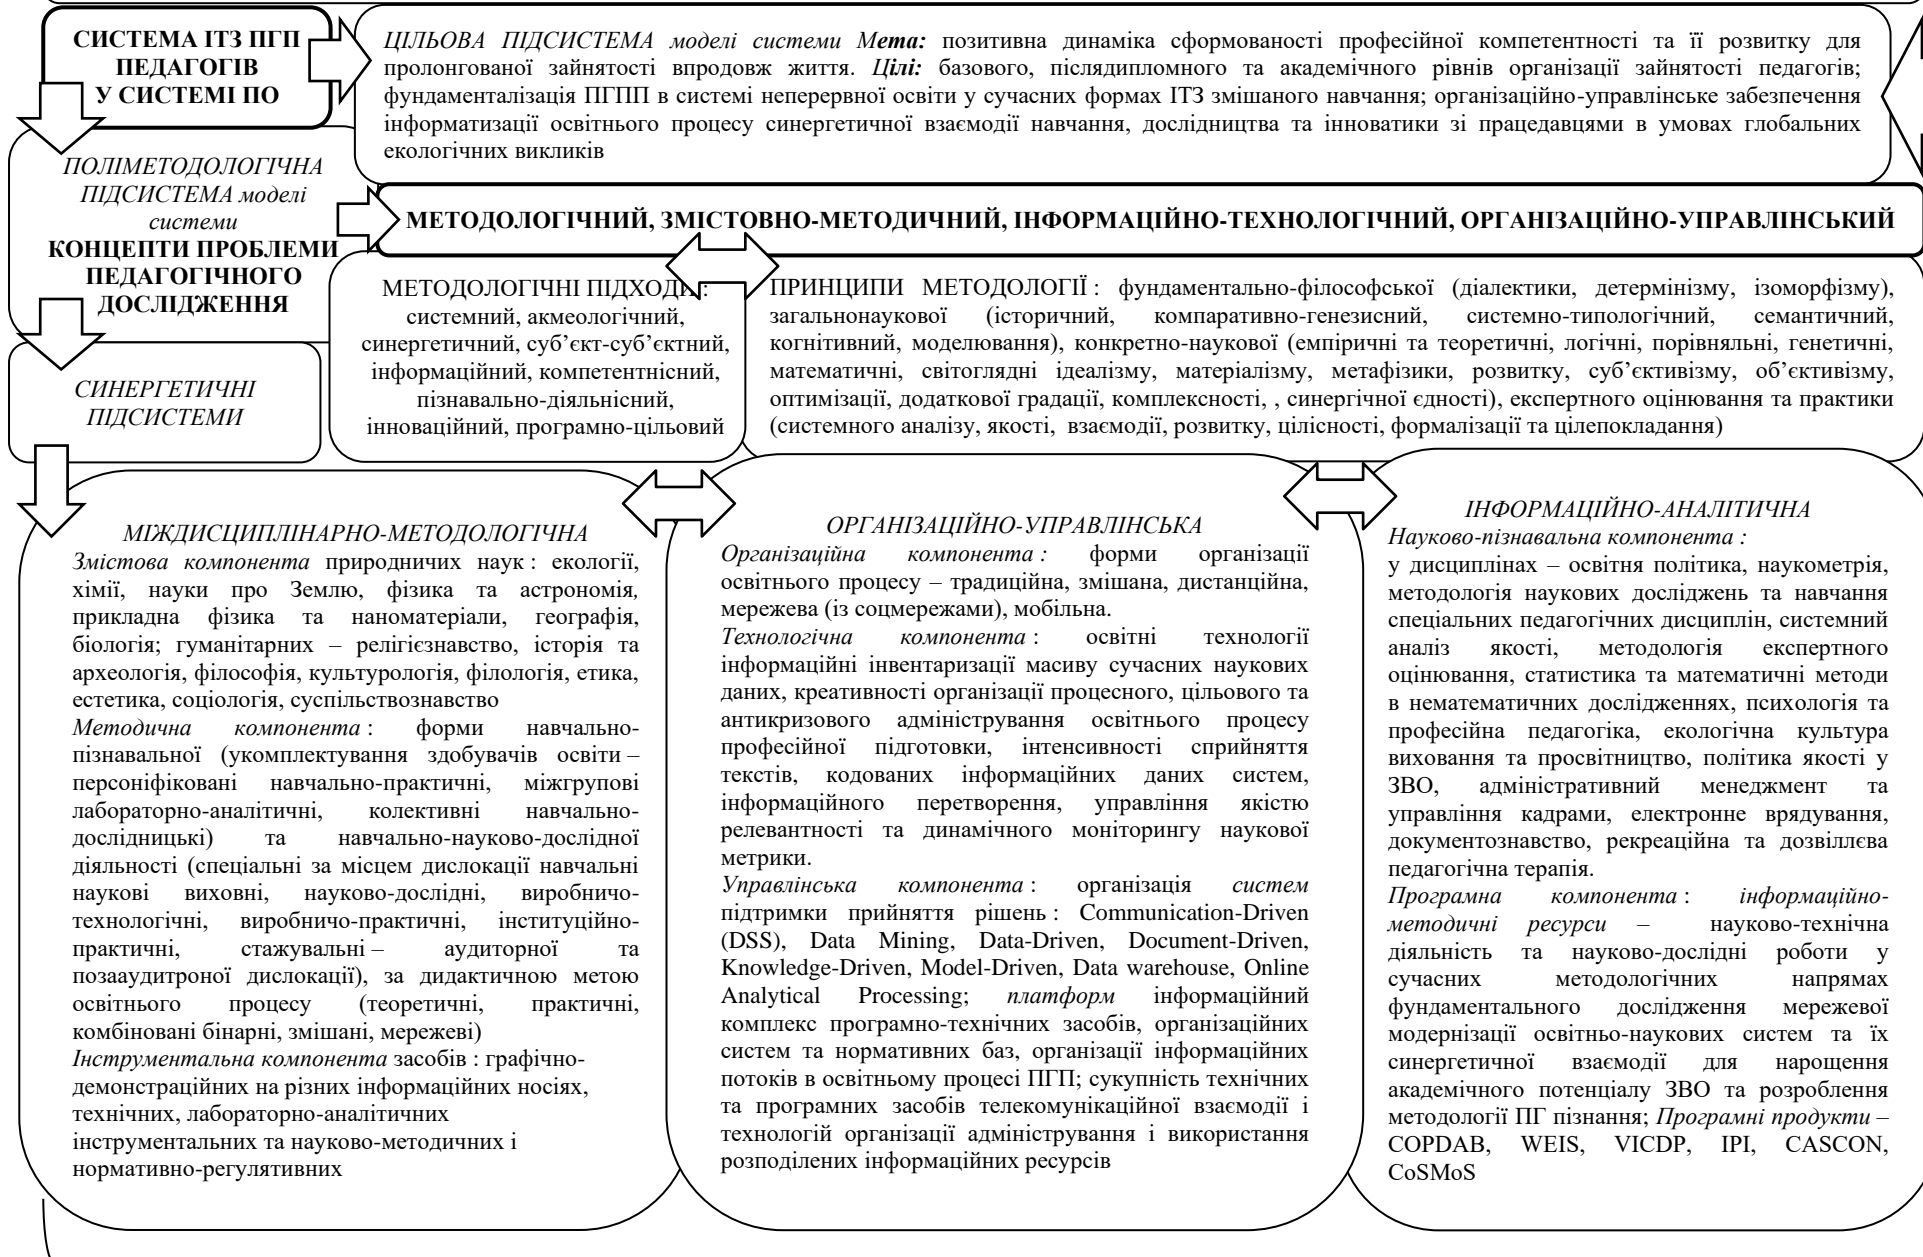 СИСТЕМА ІТЗ ПГП
ПЕДАГОГІВ
У СИСТЕМІ ПО
ЦІЛЬОВА ПІДСИСТЕМА моделі системи Мета: позитивна динаміка сформованості професійної компетентності та її розвитку для
пролонгованої зайнятості впродовж життя. Цілі: базового, післядипломного та академічного рівнів організації зайнятості педагогів;
фундаменталізація ПГПП в системі неперервної освіти у сучасних формах ІТЗ змішаного навчання; організаційно-управлінське забезпечення
інформатизації освітнього процесу синергетичної взаємодії навчання, дослідництва та інноватики зі працедавцями в умовах глобальних
екологічних викликів
ПОЛІМЕТОДОЛОГІЧНА
ПІДСИСТЕМА моделі
системи
КОНЦЕПТИ ПРОБЛЕМИ
ПЕДАГОГІЧНОГО
ДОСЛІДЖЕННЯ
МЕТОДОЛОГІЧНИЙ, ЗМІСТОВНО-МЕТОДИЧНИЙ, ІНФОРМАЦІЙНО-ТЕХНОЛОГІЧНИЙ, ОРГАНІЗАЦІЙНО-УПРАВЛІНСЬКИЙ
МЕТОДОЛОГІЧНІ ПІДХОДИ :
системний, акмеологічний,
синергетичний, суб’єкт-суб’єктний,
інформаційний, компетентнісний,
пізнавально-діяльнісний,
інноваційний, програмно-цільовий
ПРИНЦИПИ МЕТОДОЛОГІЇ : фундаментально-філософської (діалектики, детермінізму, ізоморфізму),
загальнонаукової (історичний, компаративно-генезисний, системно-типологічний, семантичний,
когнітивний, моделювання), конкретно-наукової (емпіричні та теоретичні, логічні, порівняльні, генетичні,
математичні, світоглядні ідеалізму, матеріалізму, метафізики, розвитку, суб’єктивізму, об’єктивізму,
оптимізації, додаткової градації, комплексності, , синергічної єдності), експертного оцінювання та практики
(системного аналізу, якості, взаємодії, розвитку, цілісності, формалізації та цілепокладання)
СИНЕРГЕТИЧНІ
ПІДСИСТЕМИ
МІЖДИСЦИПЛІНАРНО-МЕТОДОЛОГІЧНА
Змістова компонента природничих наук : екології,
хімії, науки про Землю, фізика та астрономія,
прикладна фізика та наноматеріали, географія,
біологія; гуманітарних – релігієзнавство, історія та
археологія, філософія, культурологія, філологія, етика,
естетика, соціологія, суспільствознавство
Методична компонента : форми навчально-
пізнавальної (укомплектування здобувачів освіти –
персоніфіковані навчально-практичні, міжгрупові
лабораторно-аналітичні, колективні навчально-
дослідницькі) та навчально-науково-дослідної
діяльності (спеціальні за місцем дислокації навчальні
наукові виховні, науково-дослідні, виробничо-
технологічні, виробничо-практичні, інституційно-
практичні, стажувальні – аудиторної та
позааудитроної дислокації), за дидактичною метою
освітнього процесу (теоретичні, практичні,
комбіновані бінарні, змішані, мережеві)
Інструментальна компонента засобів : графічно-
демонстраційних на різних інформаційних носіях,
технічних, лабораторно-аналітичних
інструментальних та науково-методичних і
нормативно-регулятивних
ОРГАНІЗАЦІЙНО-УПРАВЛІНСЬКА
Організаційна компонента : форми організації
освітнього процесу – традиційна, змішана, дистанційна,
мережева (із соцмережами), мобільна.
Технологічна компонента : освітні технології
інформаційні інвентаризації масиву сучасних наукових
даних, креативності організації процесного, цільового та
антикризового адміністрування освітнього процесу
професійної підготовки, інтенсивності сприйняття
текстів, кодованих інформаційних даних систем,
інформаційного перетворення, управління якістю
релевантності та динамічного моніторингу наукової
метрики.
Управлінська компонента : організація систем
підтримки прийняття рішень : Communication-Driven
(DSS), Data Mining, Data-Driven, Document-Driven,
Knowledge-Driven, Model-Driven, Data warehouse, Online
Analytical Processing; платформ інформаційний
комплекс програмно-технічних засобів, організаційних
систем та нормативних баз, організації інформаційних
потоків в освітньому процесі ПГП; сукупність технічних
та програмних засобів телекомунікаційної взаємодії і
технологій організації адміністрування і використання
розподілених інформаційних ресурсів
ІНФОРМАЦІЙНО-АНАЛІТИЧНА
Науково-пізнавальна компонента :
у дисциплінах – освітня політика, наукометрія,
методологія наукових досліджень та навчання
спеціальних педагогічних дисциплін, системний
аналіз якості, методологія експертного
оцінювання, статистика та математичні методи
в нематематичних дослідженнях, психологія та
професійна педагогіка, екологічна культура
виховання та просвітництво, політика якості у
ЗВО, адміністративний менеджмент та
управління кадрами, електронне врядування,
документознавство, рекреаційна та дозвіллєва
педагогічна терапія.
Програмна компонента : інформаційно-
методичні ресурси – науково-технічна
діяльність та науково-дослідні роботи у
сучасних методологічних напрямах
фундаментального дослідження мережевої
модернізації освітньо-наукових систем та їх
синергетичної взаємодії для нарощення
академічного потенціалу ЗВО та розроблення
методології ПГ пізнання; Програмні продукти –
COPDAB, WEIS, VICDP, IPI, CASCON,
CoSMoS